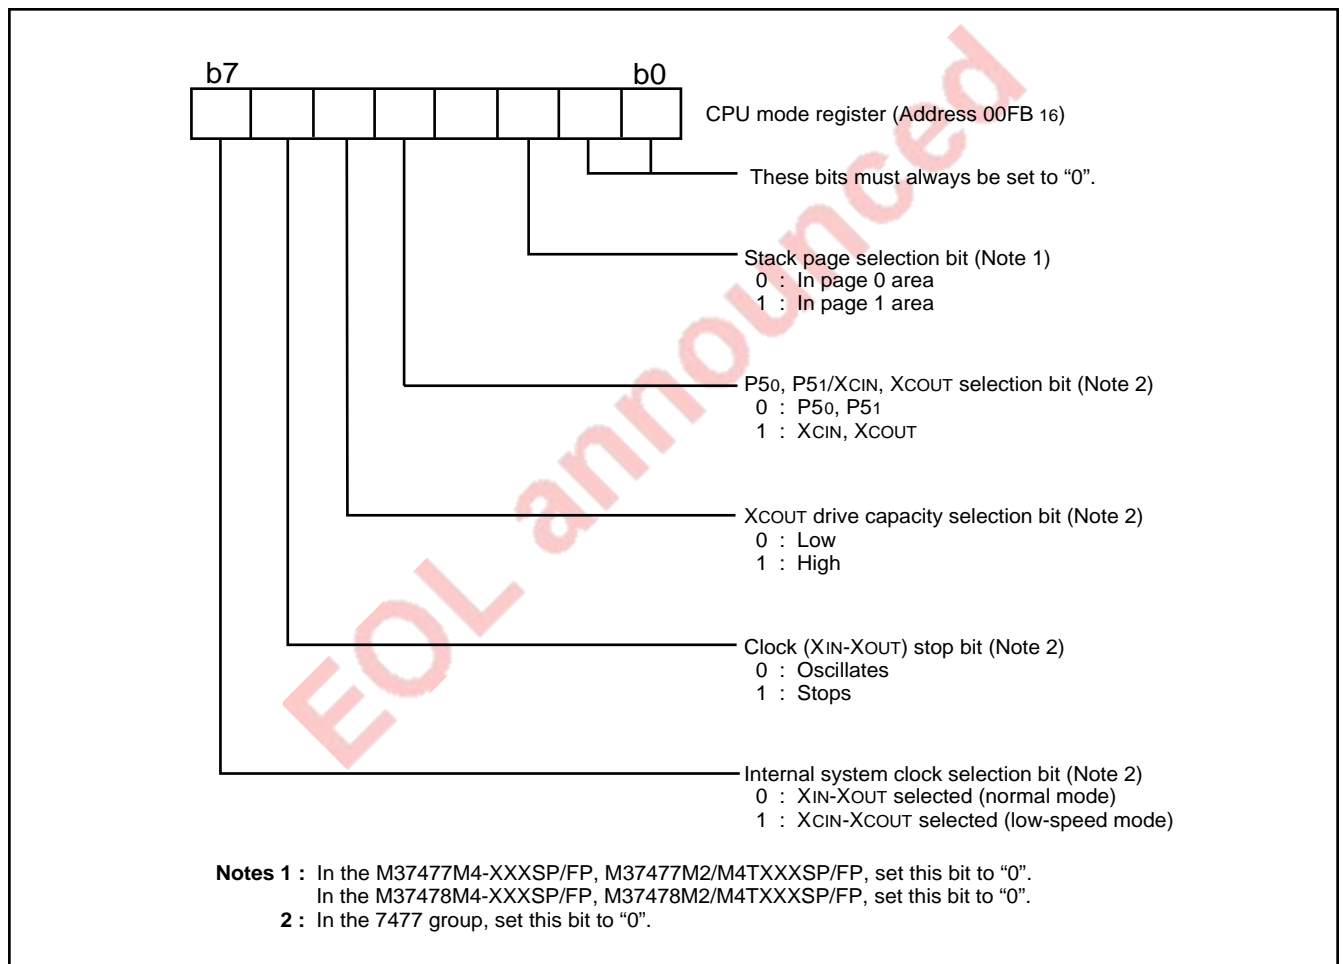 b7 b0
CPU mode register (Address 00FB 16)
These bits must always be set to “0”.
Stack page selection bit (Note 1)
0 : In page 0 area
1 : In page 1 area
P50, P51/XCIN, XCOUT selection bit (Note 2)
0 : P50, P51
1 : XCIN, XCOUT
XCOUT drive capacity selection bit (Note 2)
0 : Low
1 : High
Clock (XIN-XOUT) stop bit (Note 2)
0 : Oscillates
1 : Stops
Internal system clock selection bit (Note 2)
0 : XIN-XOUT selected (normal mode)
1 : XCIN-XCOUT selected (low-speed mode)
Notes 1 : In the M37477M4-XXXSP/FP, M37477M2/M4TXXXSP/FP, set this bit to “0”.
In the M37478M4-XXXSP/FP, M37478M2/M4TXXXSP/FP, set this bit to “0”.
2 : In the 7477 group, set this bit to “0”.
EOL announced